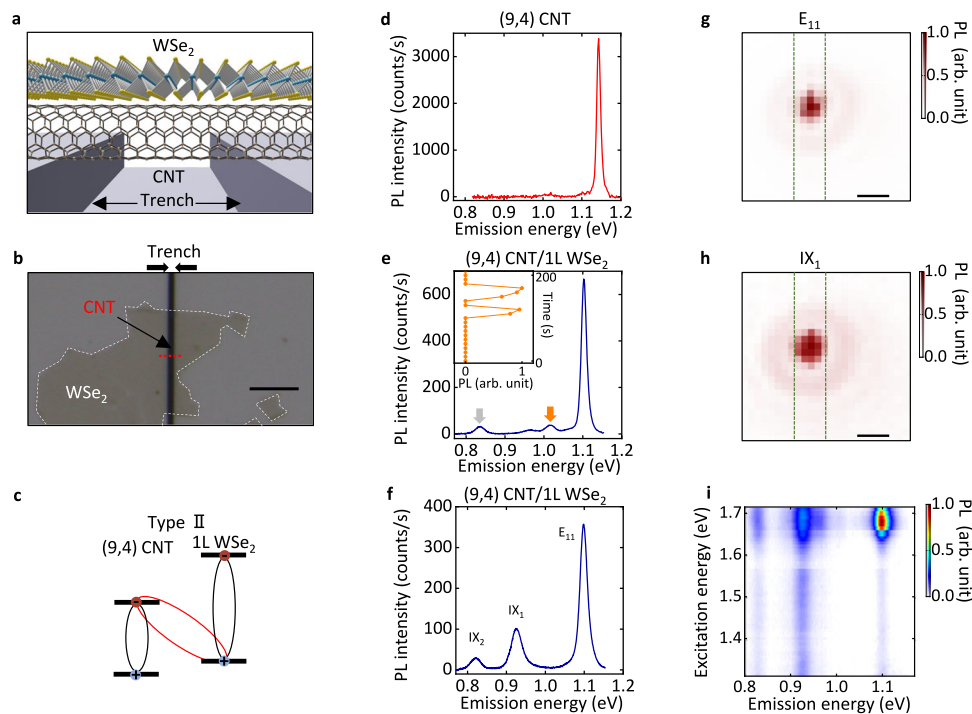 a
WSe₂
CNT
Trench
b
Trench
CNT
WSe₂
c
Type Ⅱ
(9,4) CNT
1L WSe₂
-
-
+
+
d
(9,4) CNT
PL intensity (counts/s)
3000
2000
1000
0
0.8 0.9 1.0 1.1 1.2
Emission energy (eV)
e
(9,4) CNT/1L WSe₂
PL intensity (counts/s)
600
400
200
0
200
Time (s)
0
0 1
PL (arb. unit)
0.8 0.9 1.0 1.1 1.2
Emission energy (eV)
f
(9,4) CNT/1L WSe₂
PL intensity (counts/s)
400
300
200
100
0
IX₂
IX₁
E₁₁
0.8 0.9 1.0 1.1 1.2
Emission energy (eV)
g
E₁₁
1.0
0.5
0.0
PL (arb. unit)
h
IX₁
1.0
0.5
0.0
PL (arb. unit)
i
Excitation energy (eV)
1.7
1.6
1.5
1.4
0.8 0.9 1.0 1.1
Emission energy (eV)
1.0
0.5
0.0
PL (arb. unit)